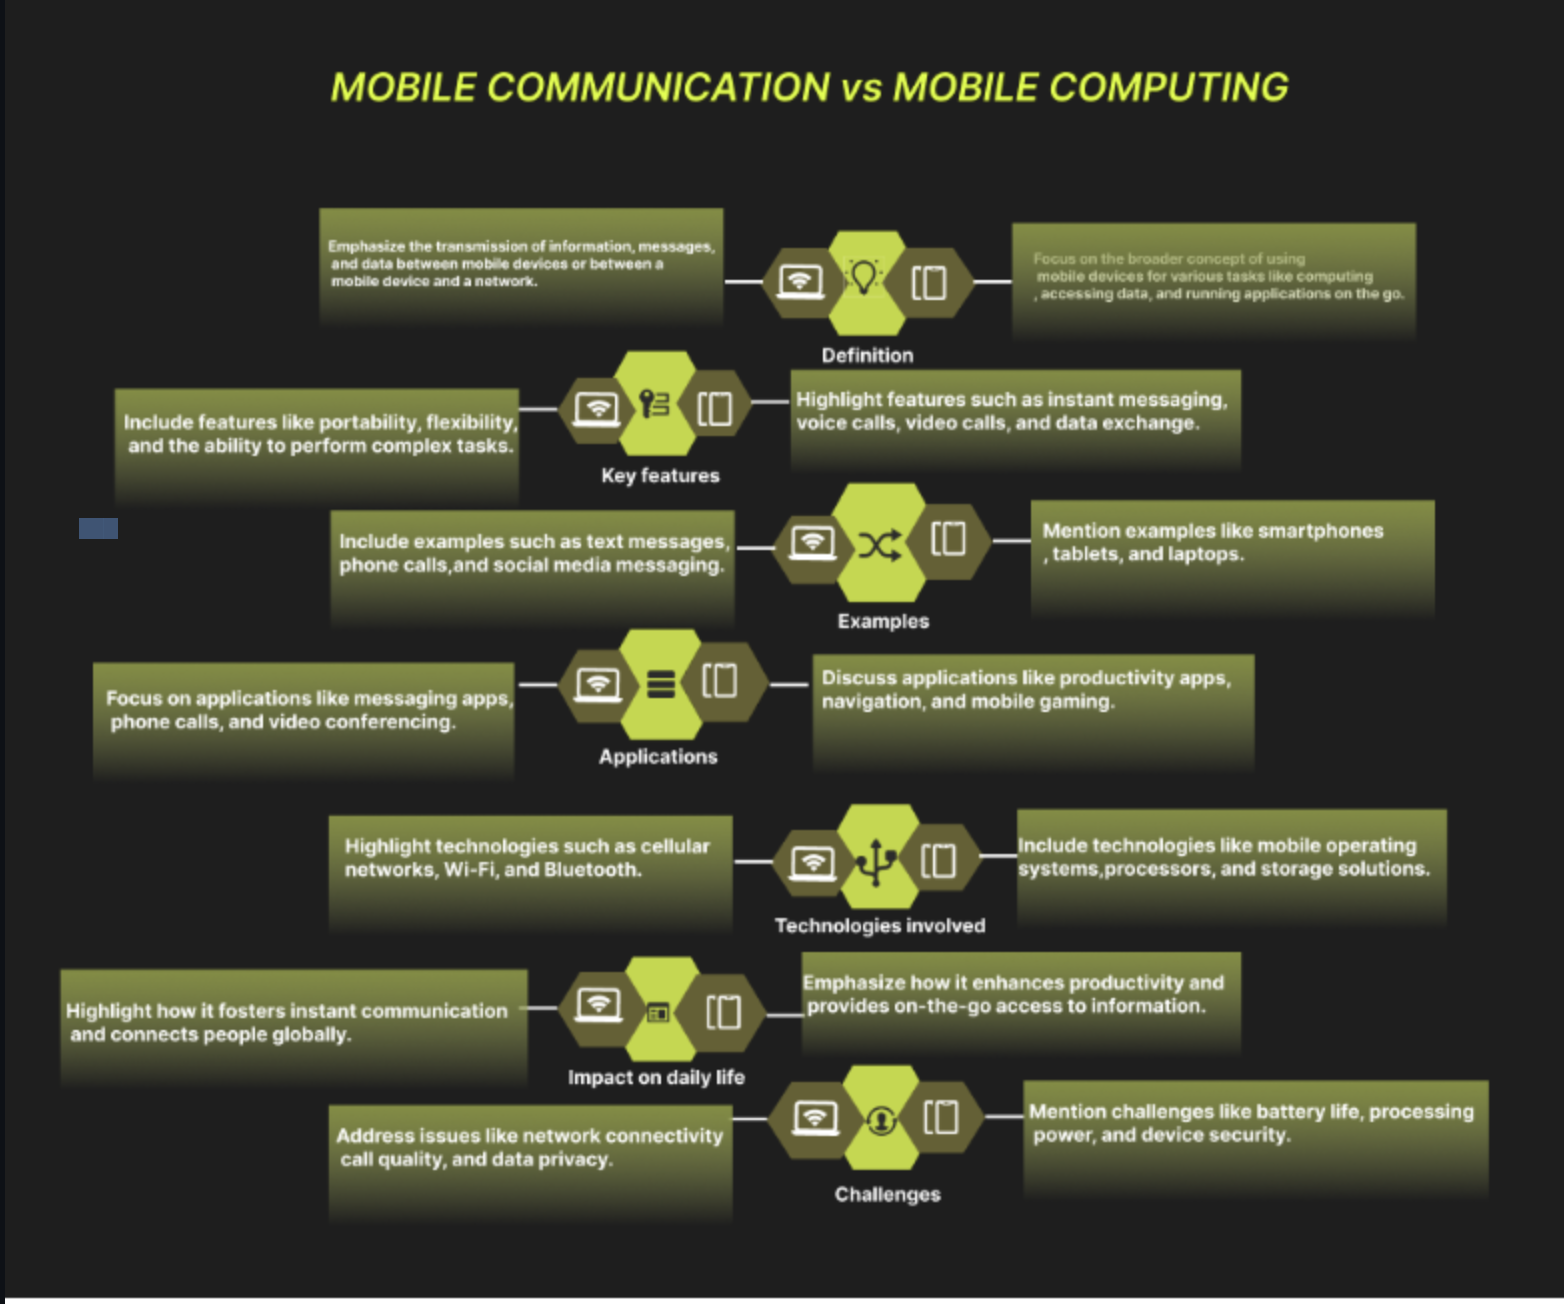 MOBILE COMMUNICATION vs MOBILE COMPUTING
Emphasize the transmission of information, messages,
and data between mobile devices or between a
mobile device and a network.
Definition
Focus on the broader concept of using
mobile devices for various tasks like computing
, accessing data, and running applications on the go.
Include features like portability, flexibility,
and the ability to perform complex tasks.
Key features
Highlight features such as instant messaging,
voice calls, video calls, and data exchange.
Include examples such as text messages,
phone calls,and social media messaging.
Examples
Mention examples like smartphones
, tablets, and laptops.
Focus on applications like messaging apps,
phone calls, and video conferencing.
Applications
Discuss applications like productivity apps,
navigation, and mobile gaming.
Highlight technologies such as cellular
networks, Wi-Fi, and Bluetooth.
Technologies involved
Include technologies like mobile operating
systems,processors, and storage solutions.
Highlight how it fosters instant communication
and connects people globally.
Impact on daily life
Emphasize how it enhances productivity and
provides on-the-go access to information.
Address issues like network connectivity
call quality, and data privacy.
Challenges
Mention challenges like battery life, processing
power, and device security.